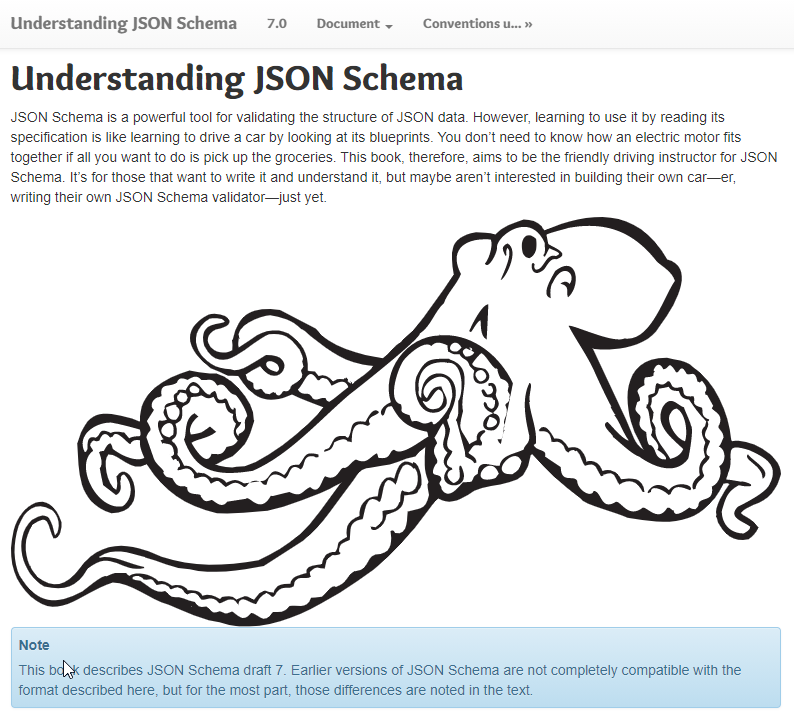 Understanding JSON Schema 7.0 Document Conventions u... »
Understanding JSON Schema
JSON Schema is a powerful tool for validating the structure of JSON data. However, learning to use it by reading its
specification is like learning to drive a car by looking at its blueprints. You don’t need to know how an electric motor fits
together if all you want to do is pick up the groceries. This book, therefore, aims to be the friendly driving instructor for JSON
Schema. It’s for those that want to write it and understand it, but maybe aren’t interested in building their own car—er,
writing their own JSON Schema validator—just yet.
Note
This book describes JSON Schema draft 7. Earlier versions of JSON Schema are not completely compatible with the
format described here, but for the most part, those differences are noted in the text.